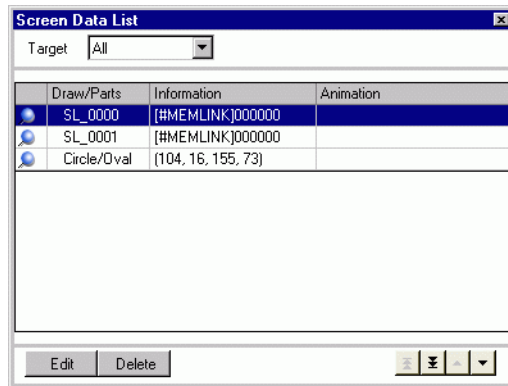 Screen Data List
Target All
Draw/Parts Information Animation
SL_0000 [#MEMLINK]000000
SL_0001 [#MEMLINK]000000
Circle/Oval (104, 16, 155, 73)
Edit Delete